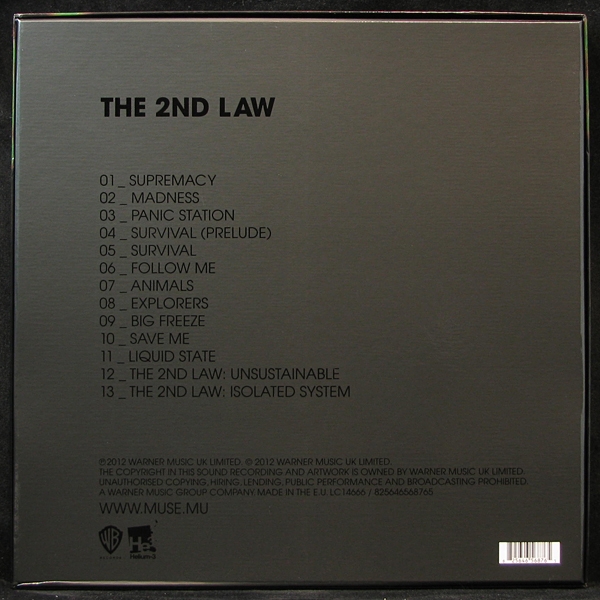 THE 2ND LAW
01 _ SUPREMACY
02 _ MADNESS
03 _ PANIC STATION
04 _ SURVIVAL (PRELUDE)
05 _ SURVIVAL
06 _ FOLLOW ME
07 _ ANIMALS
08 _ EXPLORERS
09 _ BIG FREEZE
10 _ SAVE ME
11 _ LIQUID STATE
12 _ THE 2ND LAW: UNSUSTAINABLE
13 _ THE 2ND LAW: ISOLATED SYSTEM
℗ 2012 WARNER MUSIC UK LIMITED. © 2012 WARNER MUSIC UK LIMITED.
THE COPYRIGHT IN THIS SOUND RECORDING AND ARTWORK IS OWNED BY WARNER MUSIC UK LIMITED.
UNAUTHORISED COPYING, HIRING, LENDING, PUBLIC PERFORMANCE AND BROADCASTING PROHIBITED.
A WARNER MUSIC GROUP COMPANY. MADE IN THE E.U. LC14666 / 825646568765
WWW.MUSE.MU
WB
He3
Helium-3